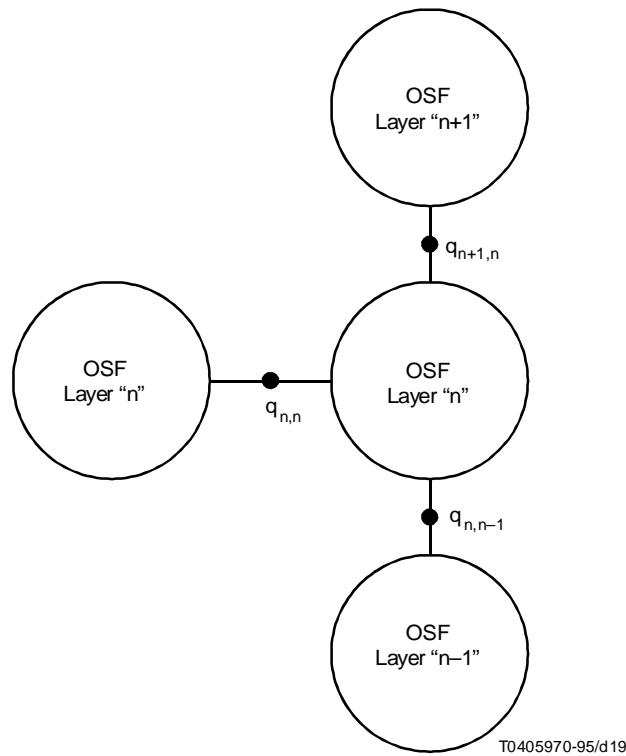 OSF
Layer “n+1”
q n+1,n
OSF
Layer “n”
q n,n
OSF
Layer “n”
q n,n–1
OSF
Layer “n–1”
T0405970-95/d19